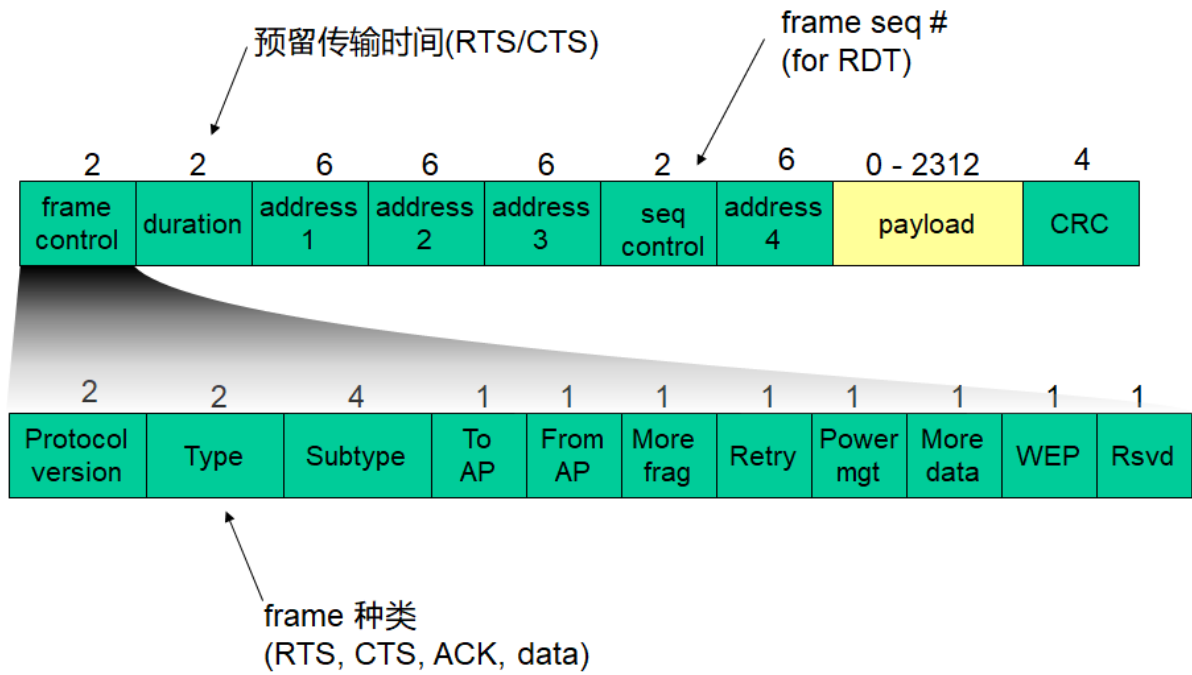 预留传输时间(RTS/CTS)
frame seq #
(for RDT)
2 2 6 6 6 2 6 0 - 2312 4
frame control duration address 1 address 2 address 3 seq control address 4 payload CRC
2 2 4 1 1 1 1 1 1 1 1
Protocol version Type Subtype To AP From AP More frag Retry Power mgt More data WEP Rsvd
frame 种类
(RTS, CTS, ACK, data)